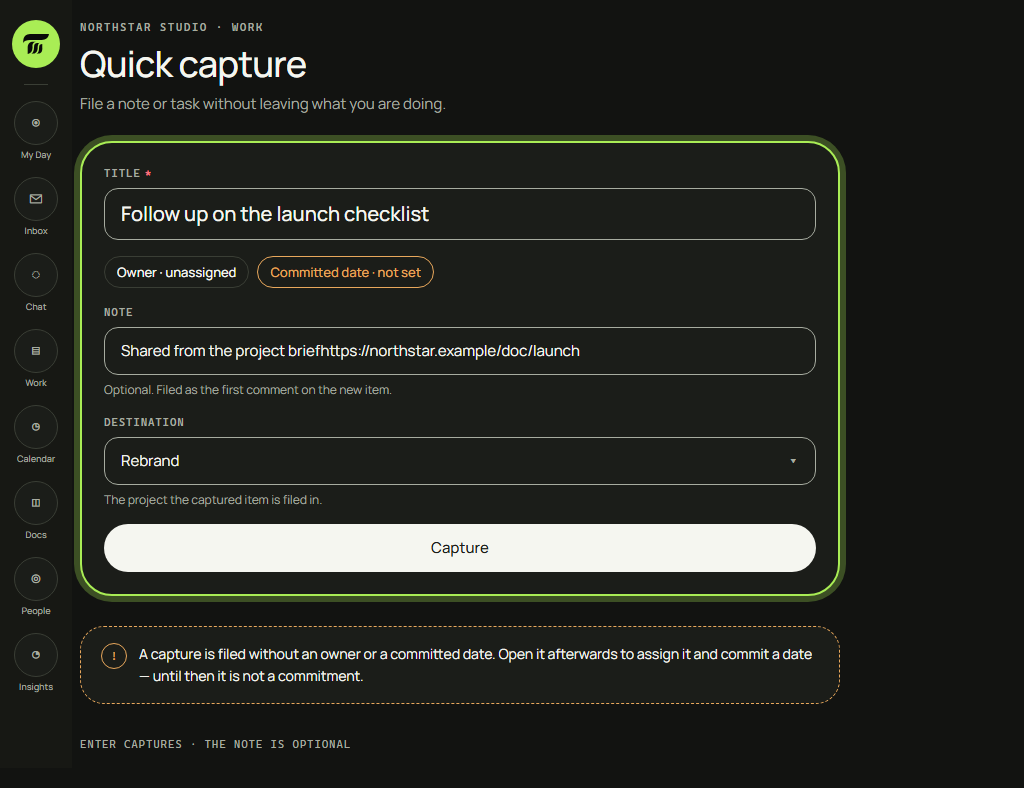 NORTHSTAR STUDIO · WORK
Quick capture
File a note or task without leaving what you are doing.
My Day
Inbox
Chat
Work
Calendar
Docs
People
Insights
TITLE *
Follow up on the launch checklist
Owner · unassigned
Committed date · not set
NOTE
Shared from the project briefhttps://northstar.example/doc/launch
Optional. Filed as the first comment on the new item.
DESTINATION
Rebrand
The project the captured item is filed in.
Capture
!
A capture is filed without an owner or a committed date. Open it afterwards to assign it and commit a date
— until then it is not a commitment.
ENTER CAPTURES · THE NOTE IS OPTIONAL